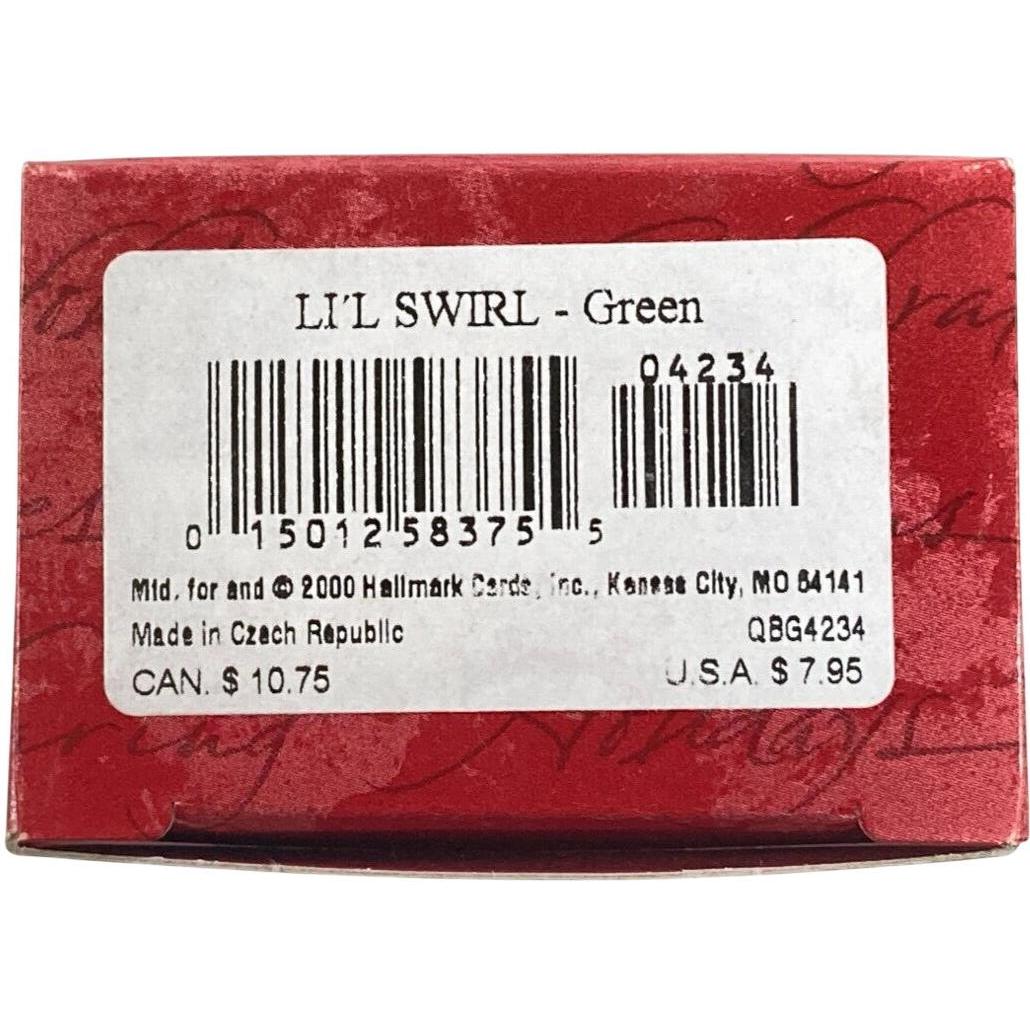 LI'L SWIRL - Green
04234
0 15012 58375 5
Mfd. for and © 2000 Hallmark Cards, Inc., Kansas City, MO 64141
Made in Czech Republic
QBG4234
CAN. $ 10.75
U.S.A. $ 7.95
Holidays